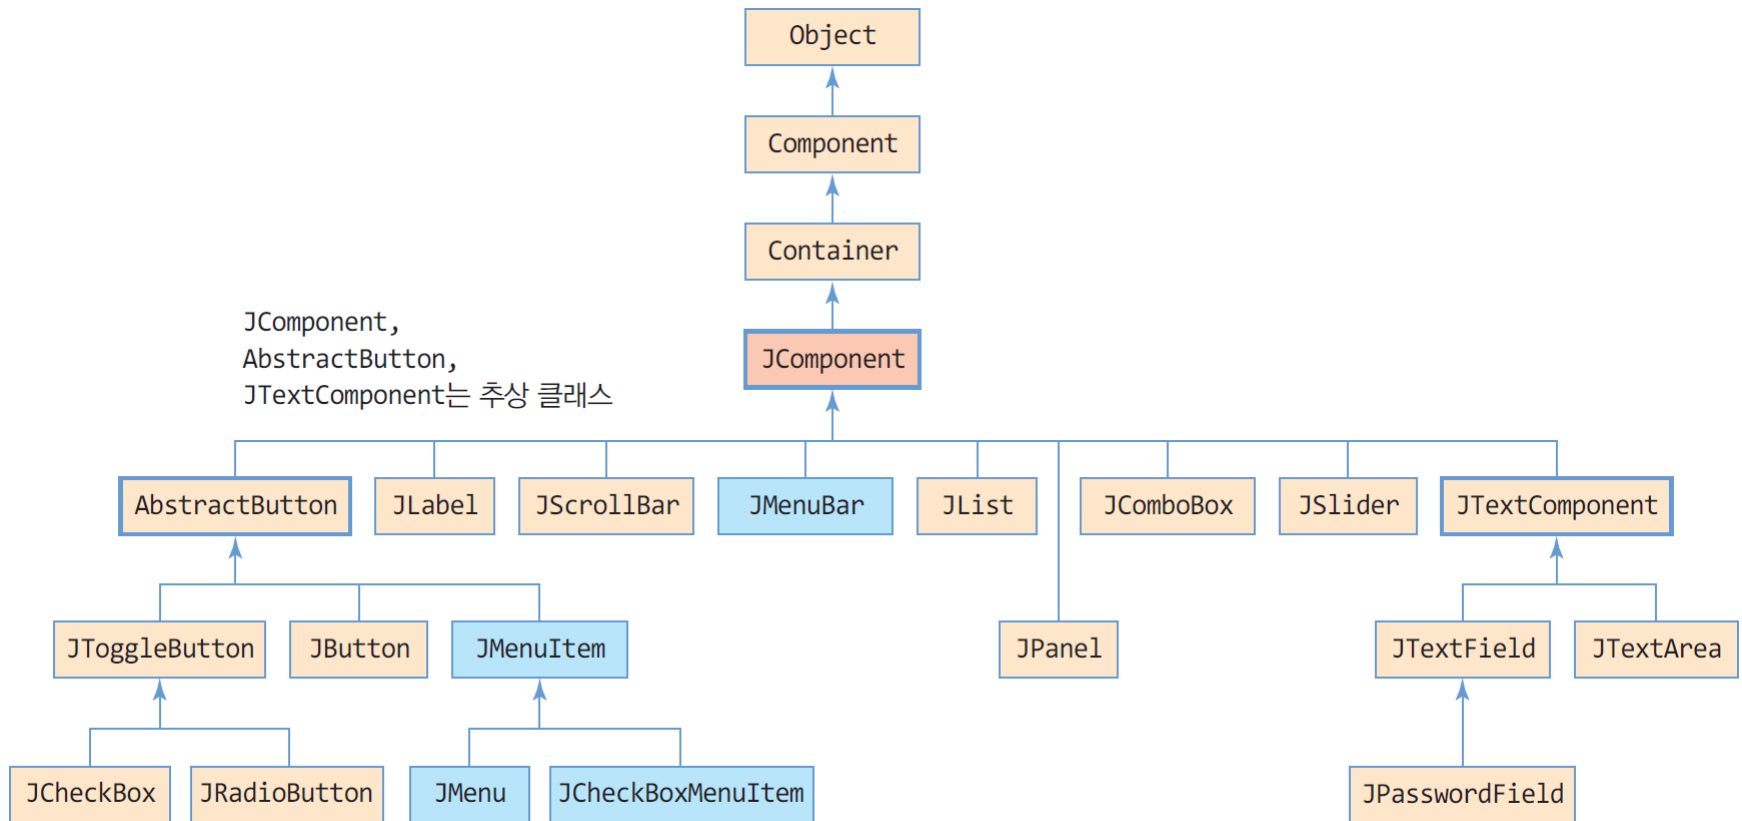 Object
Component
Container
JComponent,
AbstractButton,
JTextComponent는 추상 클래스
JComponent
AbstractButton
JLabel
JScrollBar
JMenuBar
JList
JComboBox
JSlider
JTextComponent
JToggleButton
JButton
JMenuItem
JPanel
JTextField
JTextArea
JCheckBox
JRadioButton
JMenu
JCheckBoxMenuItem
JPasswordField